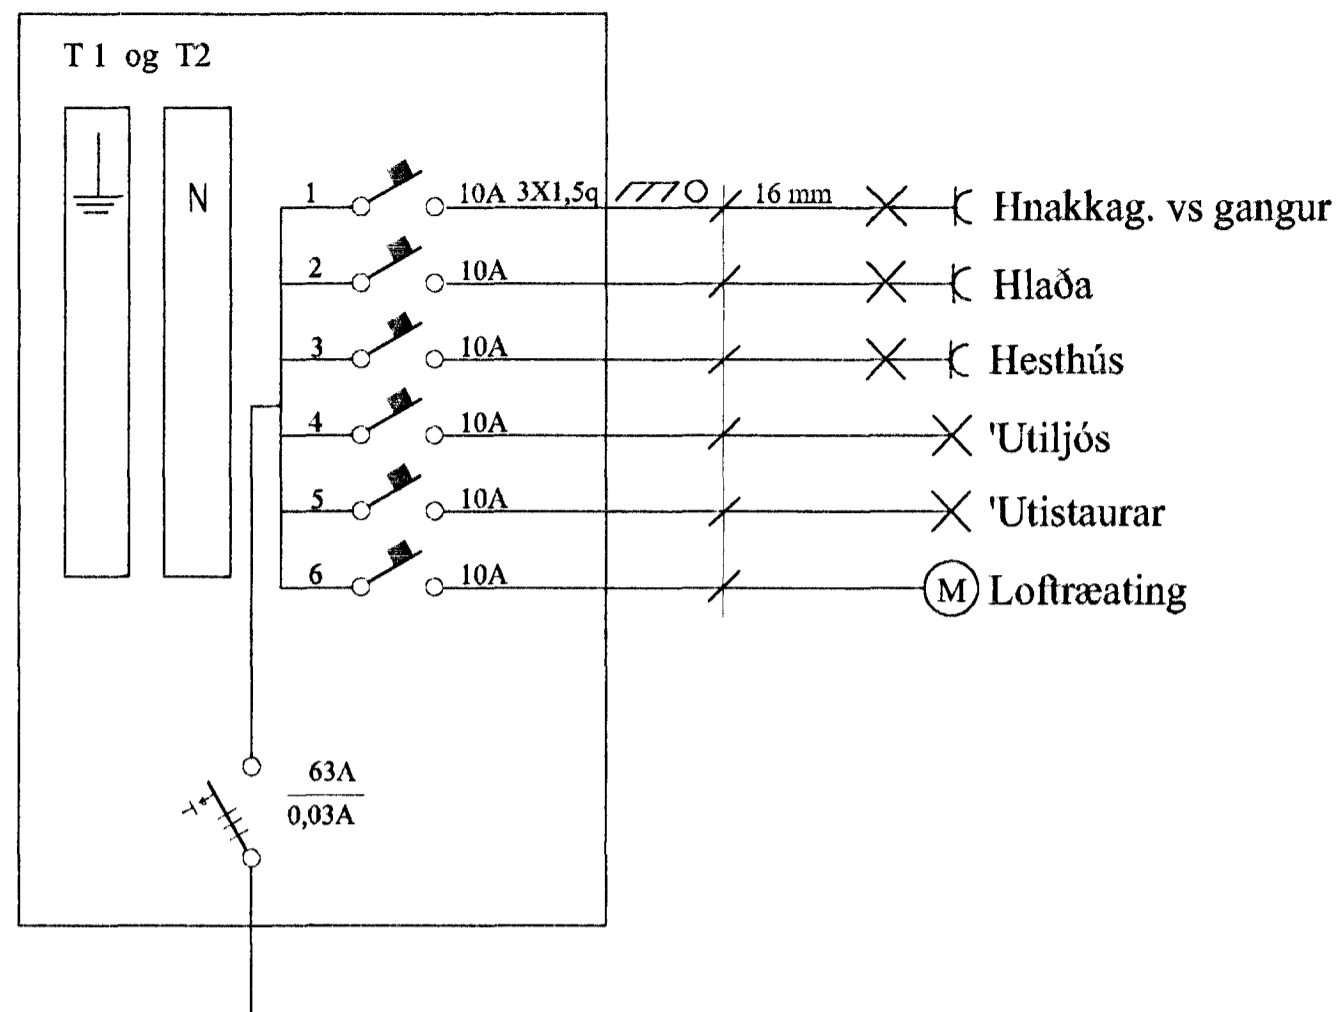 T 1 og T2
N
1 10A 3X1,5q 16 mm Hnakkag. vs gangur
2 10A Hlaða
3 10A Hesthús
4 10A 'Utiljós
5 10A 'Utistaurar
6 10A M Loftræating
63A
0,03A